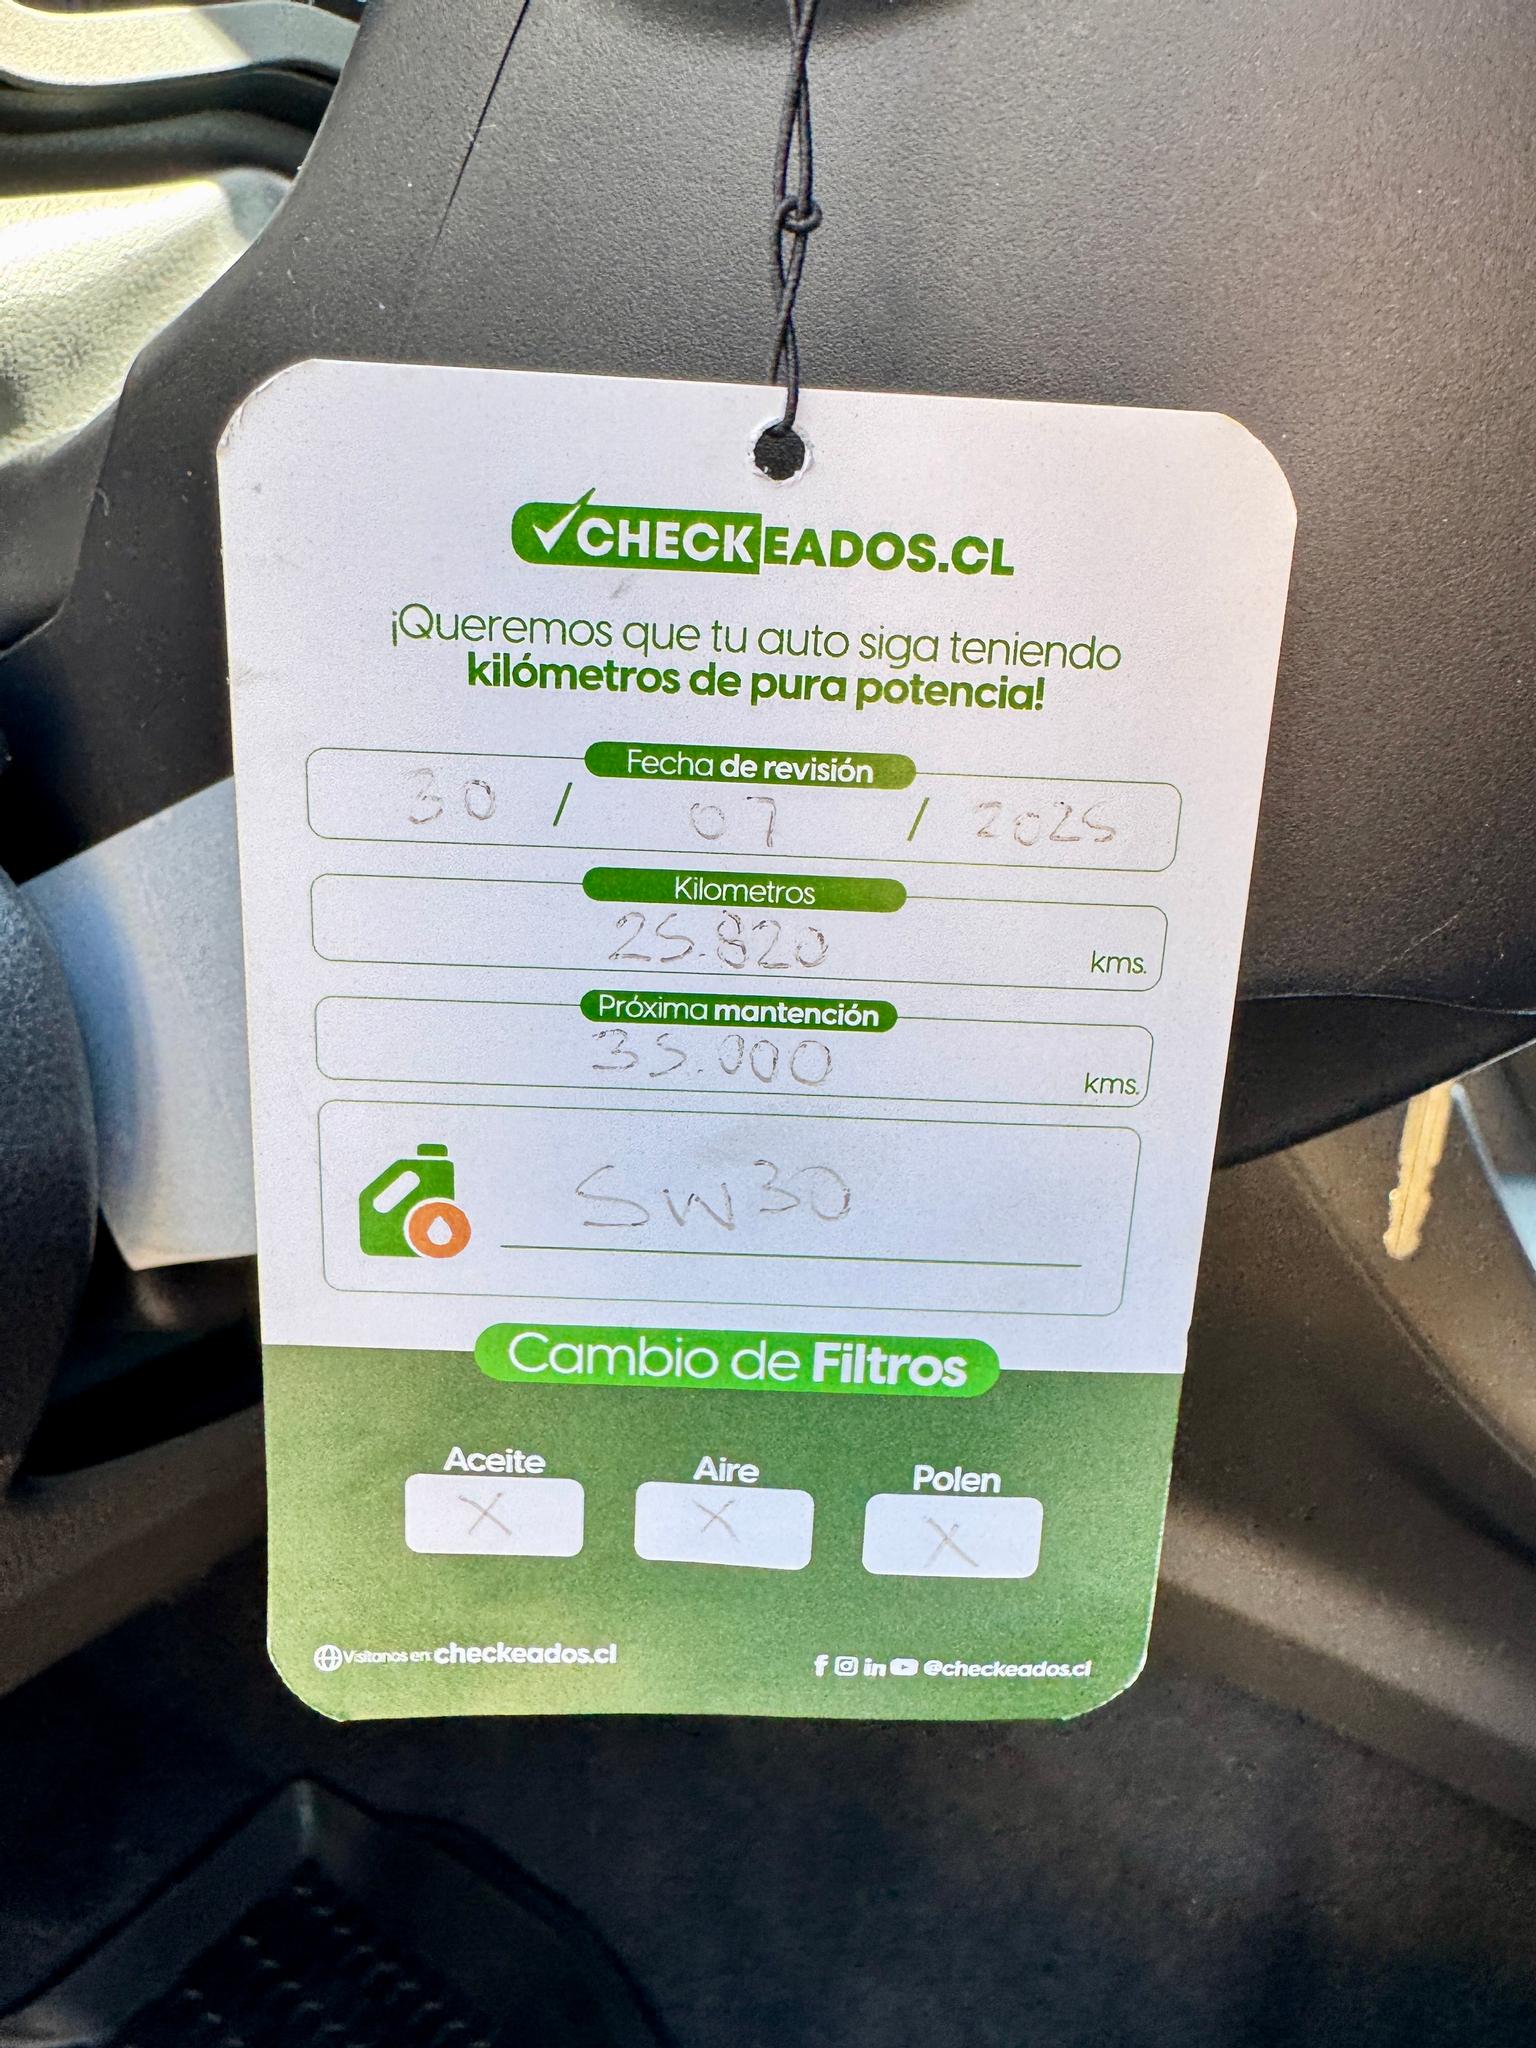 CHECKEADOS.CL
¡Queremos que tu auto siga teniendo
kilómetros de pura potencia!
Fecha de revisión
30 / 07 / 2025
Kilometros
25.820
kms.
Próxima mantención
35.000
kms.
5W30
Cambio de Filtros
Aceite Aire Polen
X X X
Visítanos en: checkeados.cl @checkeados.cl